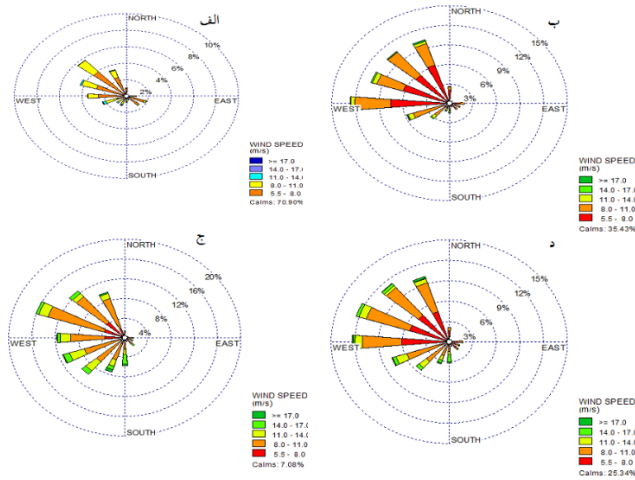 الف
NORTH
10%
8%
6%
4%
2%
WEST
EAST
SOUTH
WIND SPEED
(m/s)
>= 17.0
14.0 - 17.(
11.0 - 14.(
8.0 - 11.0
5.5 - 8.0
Calms: 70.90%
ب
NORTH
15%
12%
9%
6%
3%
WEST
EAST
SOUTH
WIND SPEED
(m/s)
>= 17.0
14.0 - 17.0
11.0 - 14.0
8.0 - 11.0
5.5 - 8.0
Calms: 35.43%
ج
NORTH
20%
16%
12%
8%
4%
WEST
EAST
SOUTH
WIND SPEED
(m/s)
>= 17.0
14.0 - 17.0
11.0 - 14.0
8.0 - 11.0
5.5 - 8.0
Calms: 7.08%
د
NORTH
15%
12%
9%
6%
3%
WEST
EAST
SOUTH
WIND SPEED
(m/s)
>= 17.0
14.0 - 17.0
11.0 - 14.0
8.0 - 11.0
5.5 - 8.0
Calms: 25.34%